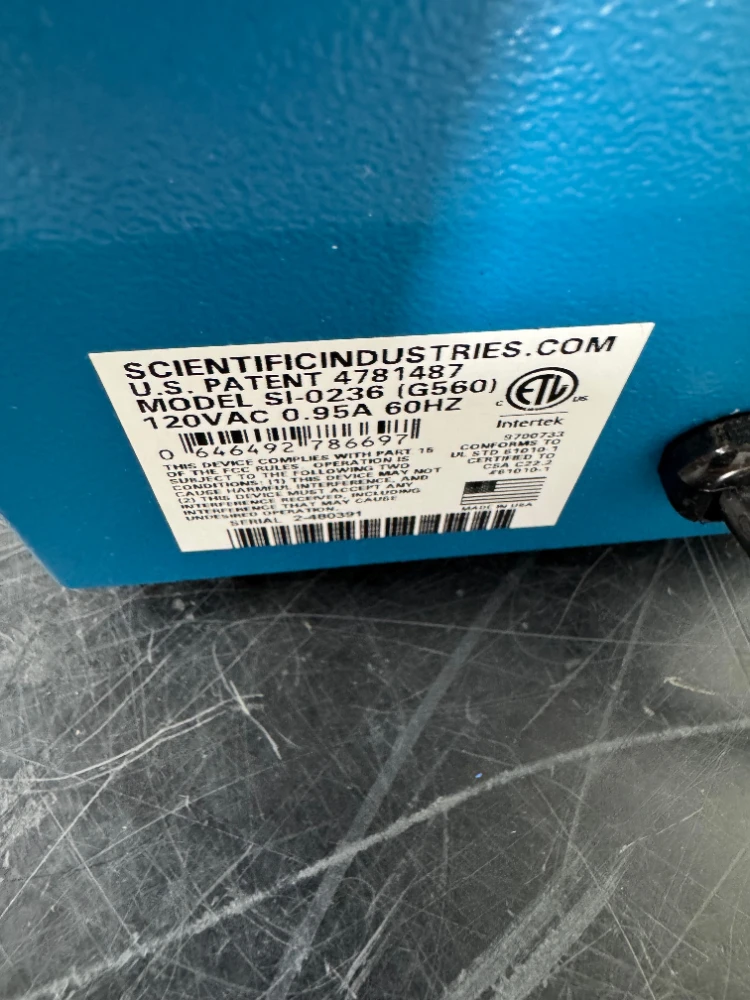 SCIENTIFICINDUSTRIES.COM
U.S. PATENT 4781487
MODEL SI-0236 (G560)
120VAC 0.95A 60HZ
C ETL US
Intertek
0 646492 786697
9700733
CONFORMS TO
UL STD 61010-1
CERTIFIED TO
CSA C22.2
#61010-1
THIS DEVICE COMPLIES WITH PART 15
OF THE FCC RULES. OPERATION IS
SUBJECT TO THE FOLLOWING TWO
CONDITIONS: (1) THIS DEVICE MAY NOT
CAUSE HARMFUL INTERFERENCE, AND
(2) THIS DEVICE MUST ACCEPT ANY
INTERFERENCE RECEIVED, INCLUDING
INTERFERENCE THAT MAY CAUSE
UNDESIRED OPERATION.
MADE IN USA
SERIAL 2-480391